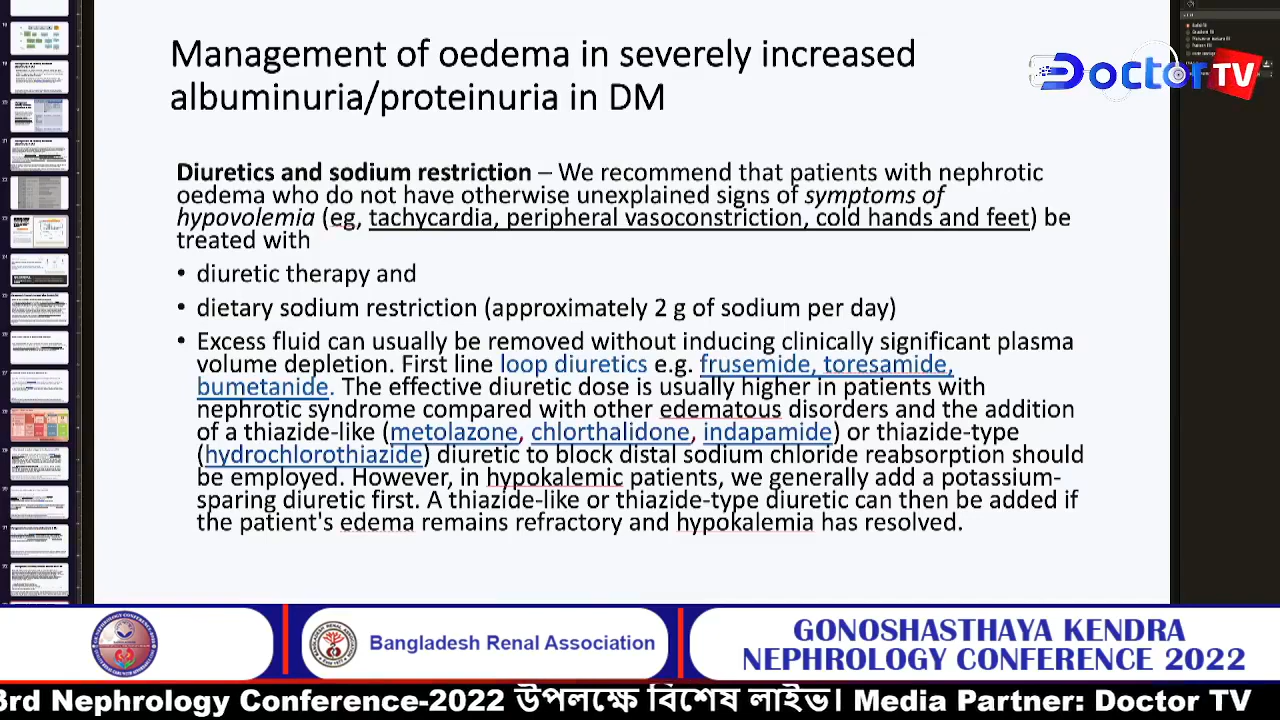 Management of oedema in severely increased
albuminuria/proteinuria in DM
Doctor TV
Diuretics and sodium restriction – We recommend that patients with nephrotic
oedema who do not have otherwise unexplained signs of symptoms of
hypovolemia (eg, tachycardia, peripheral vasoconstriction, cold hands and feet) be
treated with
• diuretic therapy and
• dietary sodium restriction (approximately 2 g of sodium per day)
• Excess fluid can usually be removed without inducing clinically significant plasma
volume depletion. First line loop diuretics e.g. frusemide, toresamide,
bumetanide. The effective diuretic dose is usually higher in patients with
nephrotic syndrome compared with other edematous disorders and the addition
of a thiazide-like (metolazone, chlorthalidone, indapamide) or thiazide-type
(hydrochlorothiazide) diuretic to block distal sodium chloride reabsorption should
be employed. However, in hypokalemic patients, we generally add a potassium-
sparing diuretic first. A thiazide-like or thiazide-type diuretic can then be added if
the patient's edema remains refractory and hypokalemia has resolved.
Bangladesh Renal Association
GONOSHASTHAYA KENDRA
NEPHROLOGY CONFERENCE 2022
3rd Nephrology Conference-2022 উপলক্ষে বিশেষ লাইভ। Media Partner: Doctor TV